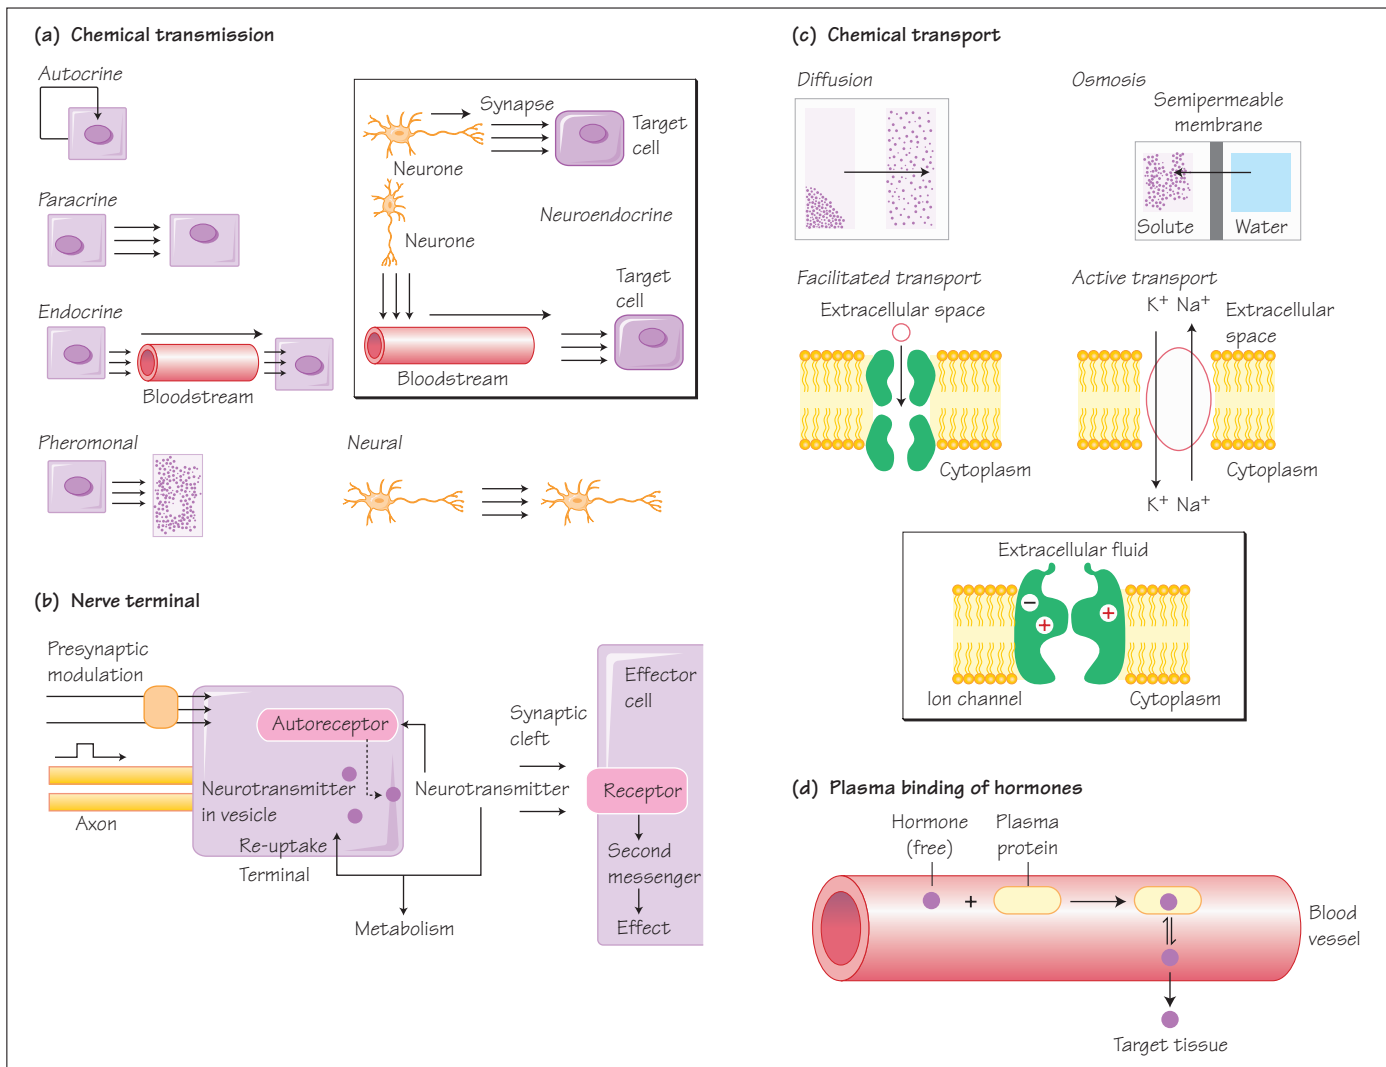 (a) Chemical transmission
Autocrine
Paracrine
Endocrine
Bloodstream
Pheromonal
Synapse
Target
cell
Neurone
Neuroendocrine
Neurone
Target
cell
Bloodstream
Neural
(b) Nerve terminal
Presynaptic
modulation
Autoreceptor
Neurotransmitter
in vesicle
Axon
Re-uptake
Terminal
Neurotransmitter
Metabolism
Synaptic
cleft
Effector
cell
Receptor
Second
messenger
Effect
(c) Chemical transport
Diffusion
Osmosis
Semipermeable
membrane
Solute
Water
Facilitated transport
Extracellular space
Cytoplasm
Active transport
K⁺ Na⁺
Extracellular
space
Cytoplasm
K⁺ Na⁺
Extracellular fluid
−
+
+
Ion channel
Cytoplasm
(d) Plasma binding of hormones
Hormone
(free)
Plasma
protein
+
Blood
vessel
Target tissue